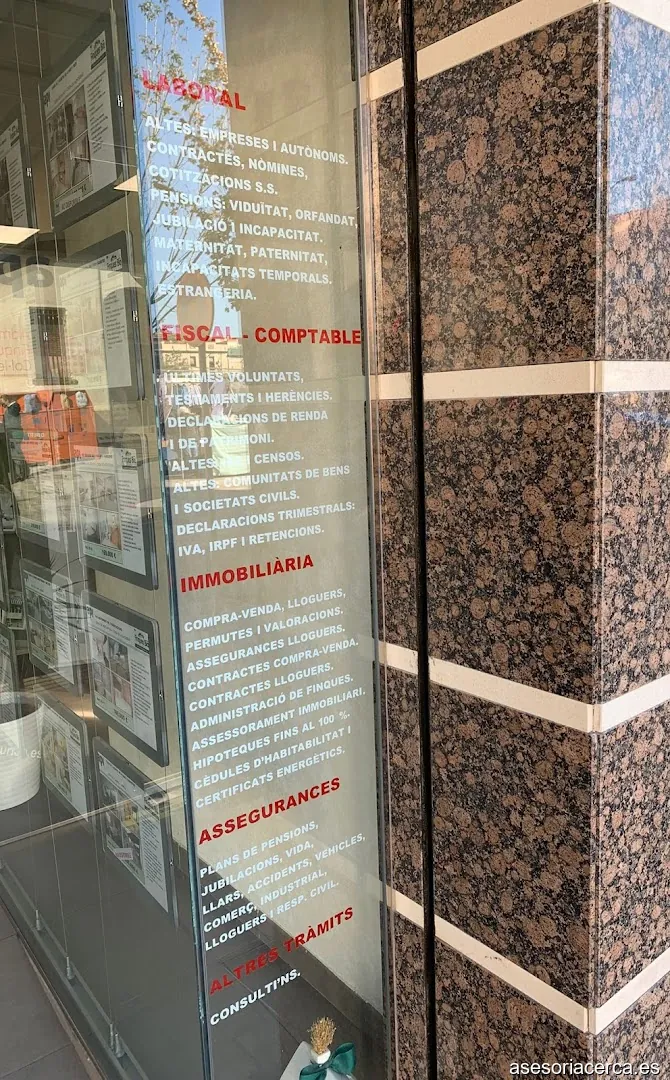 LABORAL
ALTES: EMPRESES I AUTÒNOMS.
CONTRACTES, NÒMINES,
COTITZACIONS S.S.
PENSIONS: VIDUÏTAT, ORFANDAT,
JUBILACIÓ I INCAPACITAT.
MATERNITAT, PATERNITAT,
INCAPACITATS TEMPORALS.
ESTRANGERIA.
FISCAL - COMPTABLE
ÚLTIMES VOLUNTATS,
TESTAMENTS I HERÈNCIES.
DECLARACIONS DE RENDA
I DE PATRIMONI.
ALTES: CENSOS.
ALTES: COMUNITATS DE BENS
I SOCIETATS CIVILS.
DECLARACIONS TRIMESTRALS:
IVA, IRPF I RETENCIONS.
IMMOBILIÀRIA
COMPRA-VENDA, LLOGUERS,
PERMUTES I VALORACIONS.
ASSEGURANCES LLOGUERS.
CONTRACTES COMPRA-VENDA.
CONTRACTES LLOGUERS.
ADMINISTRACIÓ DE FINQUES.
ASSESSORAMENT IMMOBILIARI.
HIPOTEQUES FINS AL 100 %.
CÈDULES D'HABITABILITAT I
CERTIFICATS ENERGÈTICS.
ASSEGURANCES
PLANS DE PENSIONS,
JUBILACIONS, VIDA,
LLARS, ACCIDENTS, VEHICLES,
COMERÇ, INDUSTRIAL,
LLOGUERS I RESP. CIVIL.
ALTRES TRÀMITS
CONSULTI'NS.
asesoriacerca.es